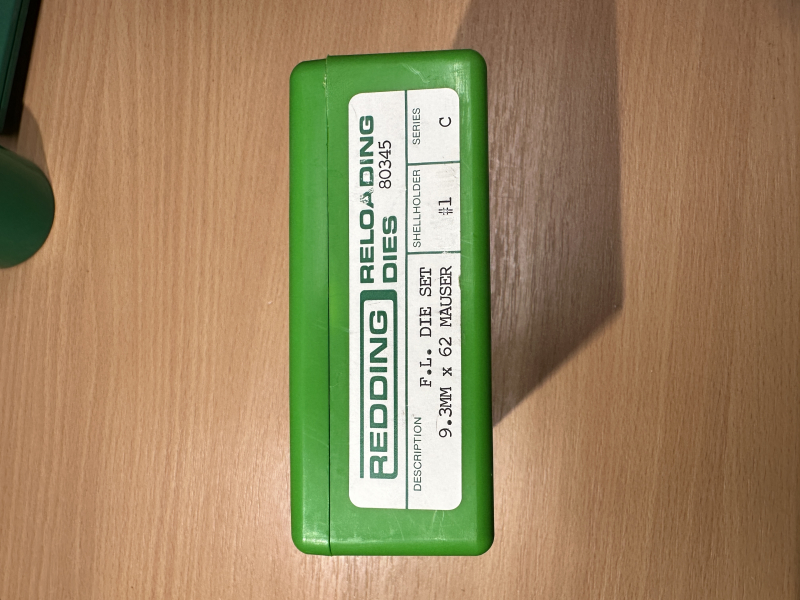 REDDING
RELOADING
DIES 80345
DESCRIPTION
F.L. DIE SET
9.3MM x 62 MAUSER
SHELLHOLDER
#1
SERIES
C